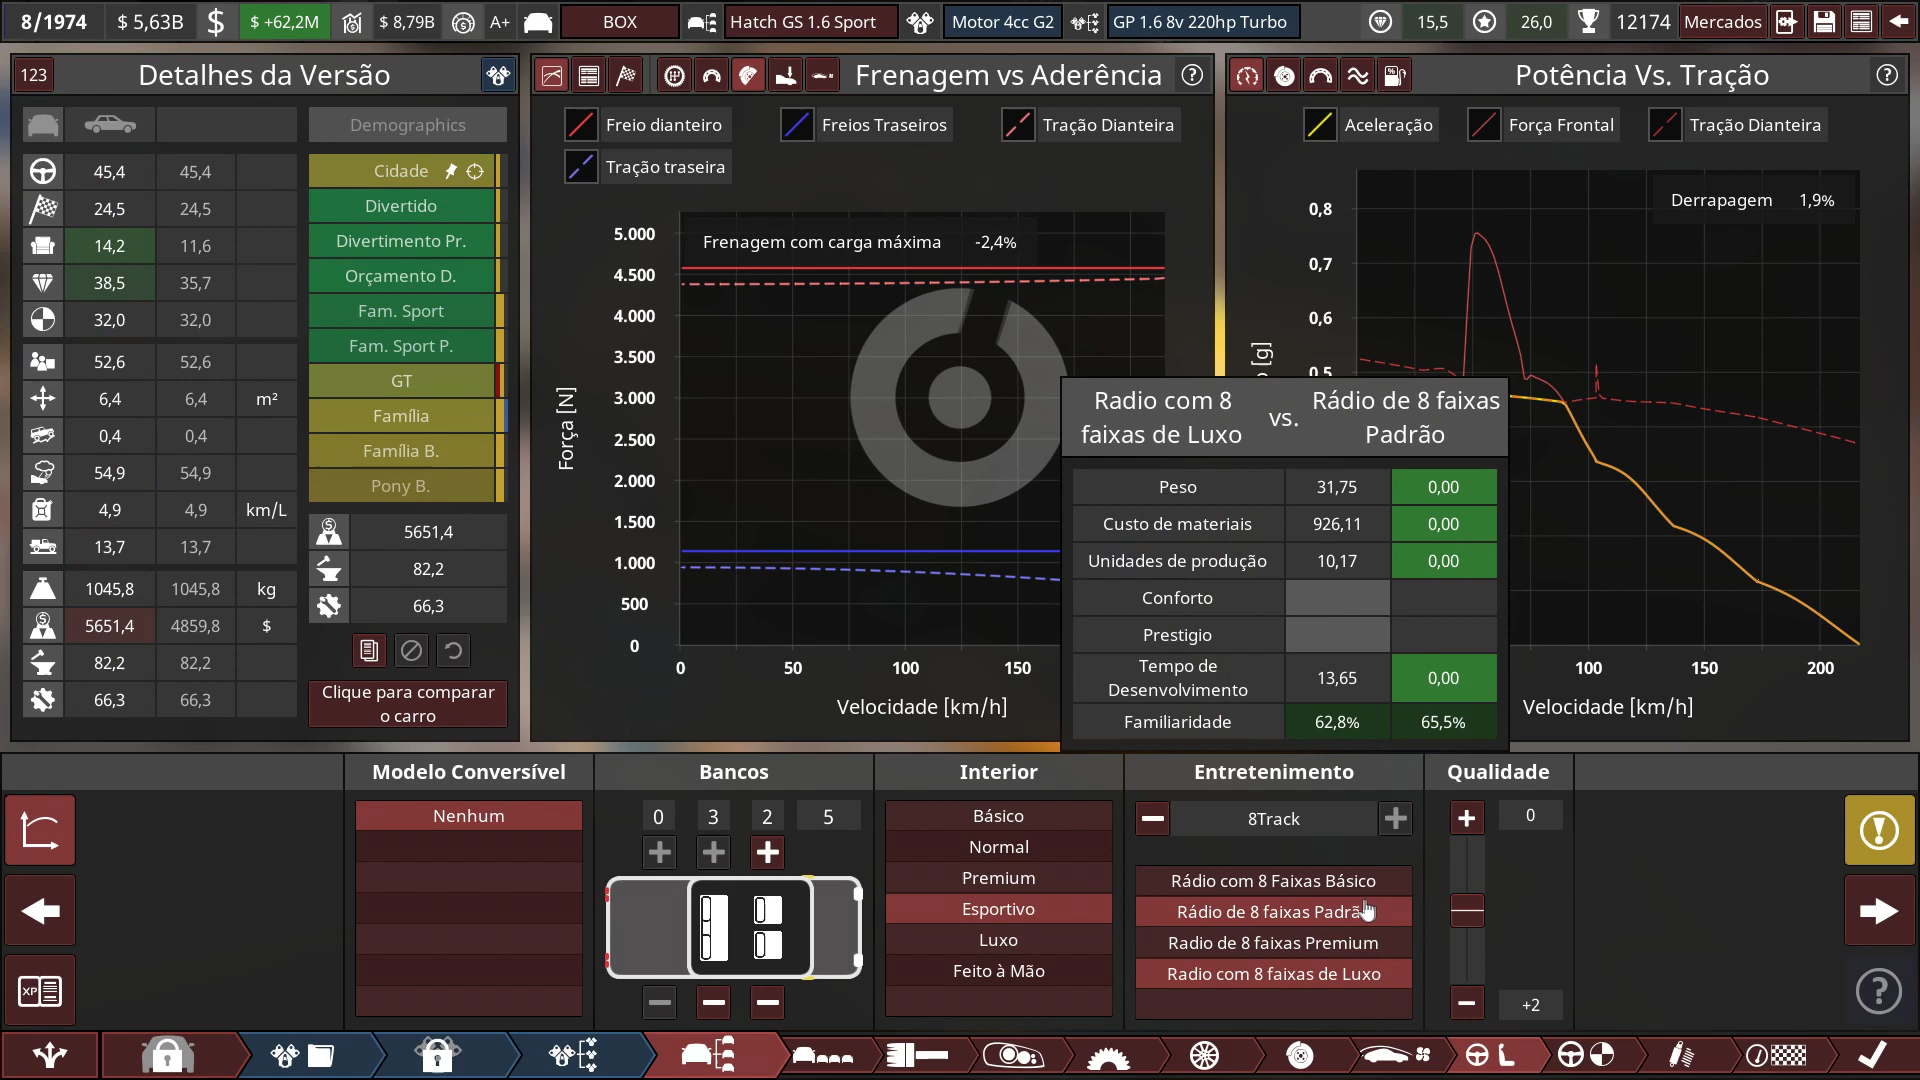 8/1974
$ 5,63B
$ +62,2M
$ 8,79B
A+
BOX
Hatch GS 1.6 Sport
Motor 4cc G2
GP 1.6 8v 220hp Turbo
15,5
26,0
12174
Mercados
123
Detalhes da Versão
Demographics
45,4 45,4
24,5 24,5
14,2 11,6
38,5 35,7
32,0 32,0
52,6 52,6
6,4 6,4 m²
0,4 0,4
54,9 54,9
4,9 4,9 km/L
13,7 13,7
1045,8 1045,8 kg
5651,4 4859,8 $
82,2 82,2
66,3 66,3
Cidade
Divertido
Divertimento Pr.
Orçamento D.
Fam. Sport
Fam. Sport P.
GT
Família
Família B.
Pony B.
5651,4
82,2
66,3
Clique para comparar
o carro
Frenagem vs Aderência
?
Freio dianteiro
Freios Traseiros
Tração Dianteira
Tração traseira
Frenagem com carga máxima -2,4%
5.000
4.500
4.000
3.500
3.000
2.500
2.000
1.500
1.000
500
0
Força [N]
0 50 100 150
Velocidade [km/h]
Potência Vs. Tração
?
Aceleração
Força Frontal
Tração Dianteira
Derrapagem 1,9%
0,8
0,7
0,6
0,5
[g]
100 150 200
Velocidade [km/h]
Radio com 8
faixas de Luxo
vs.
Rádio de 8 faixas
Padrão
Peso 31,75 0,00
Custo de materiais 926,11 0,00
Unidades de produção 10,17 0,00
Conforto
Prestigio
Tempo de
Desenvolvimento 13,65 0,00
Familiaridade 62,8% 65,5%
Modelo Conversível
Nenhum
Bancos
0 3 2 5
Interior
Básico
Normal
Premium
Esportivo
Luxo
Feito à Mão
Entretenimento
8Track
Rádio com 8 Faixas Básico
Rádio de 8 faixas
Radio de 8 faixas Premium
Radio com 8 faixas de Luxo
Qualidade
0
+2
XP
?